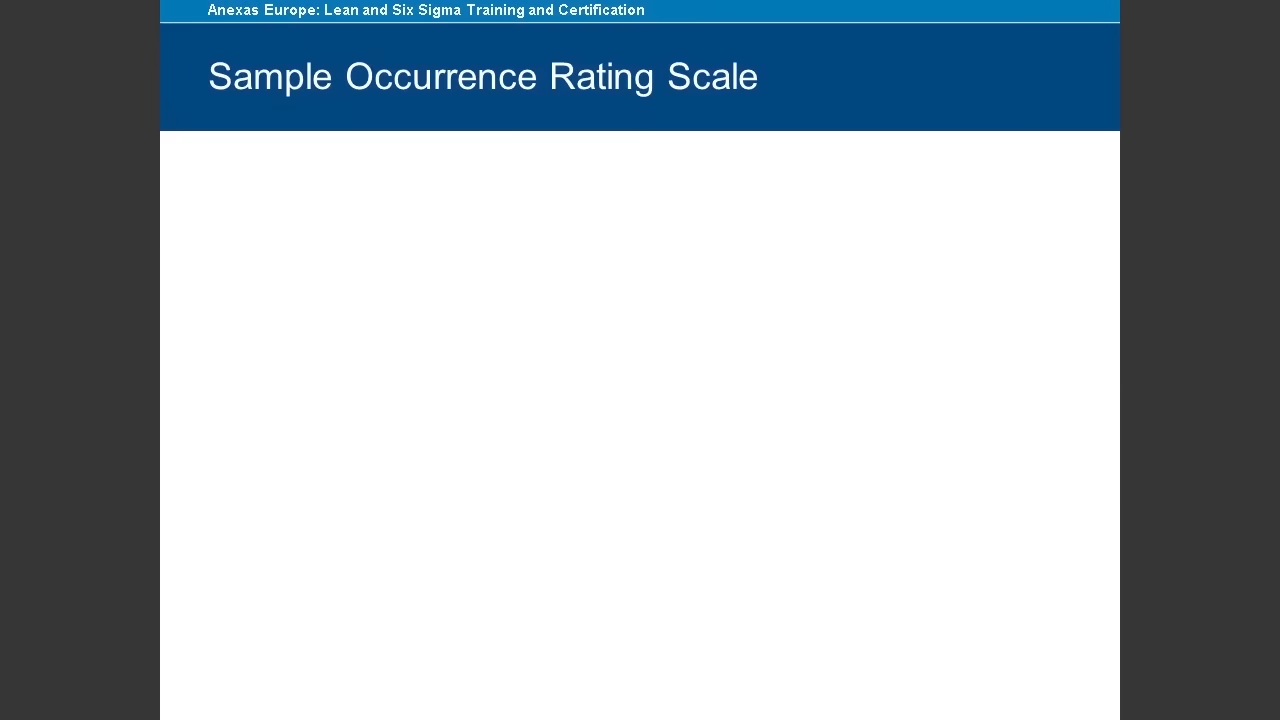 Anexas Europe: Lean and Six Sigma Training and Certification
Sample Occurrence Rating Scale